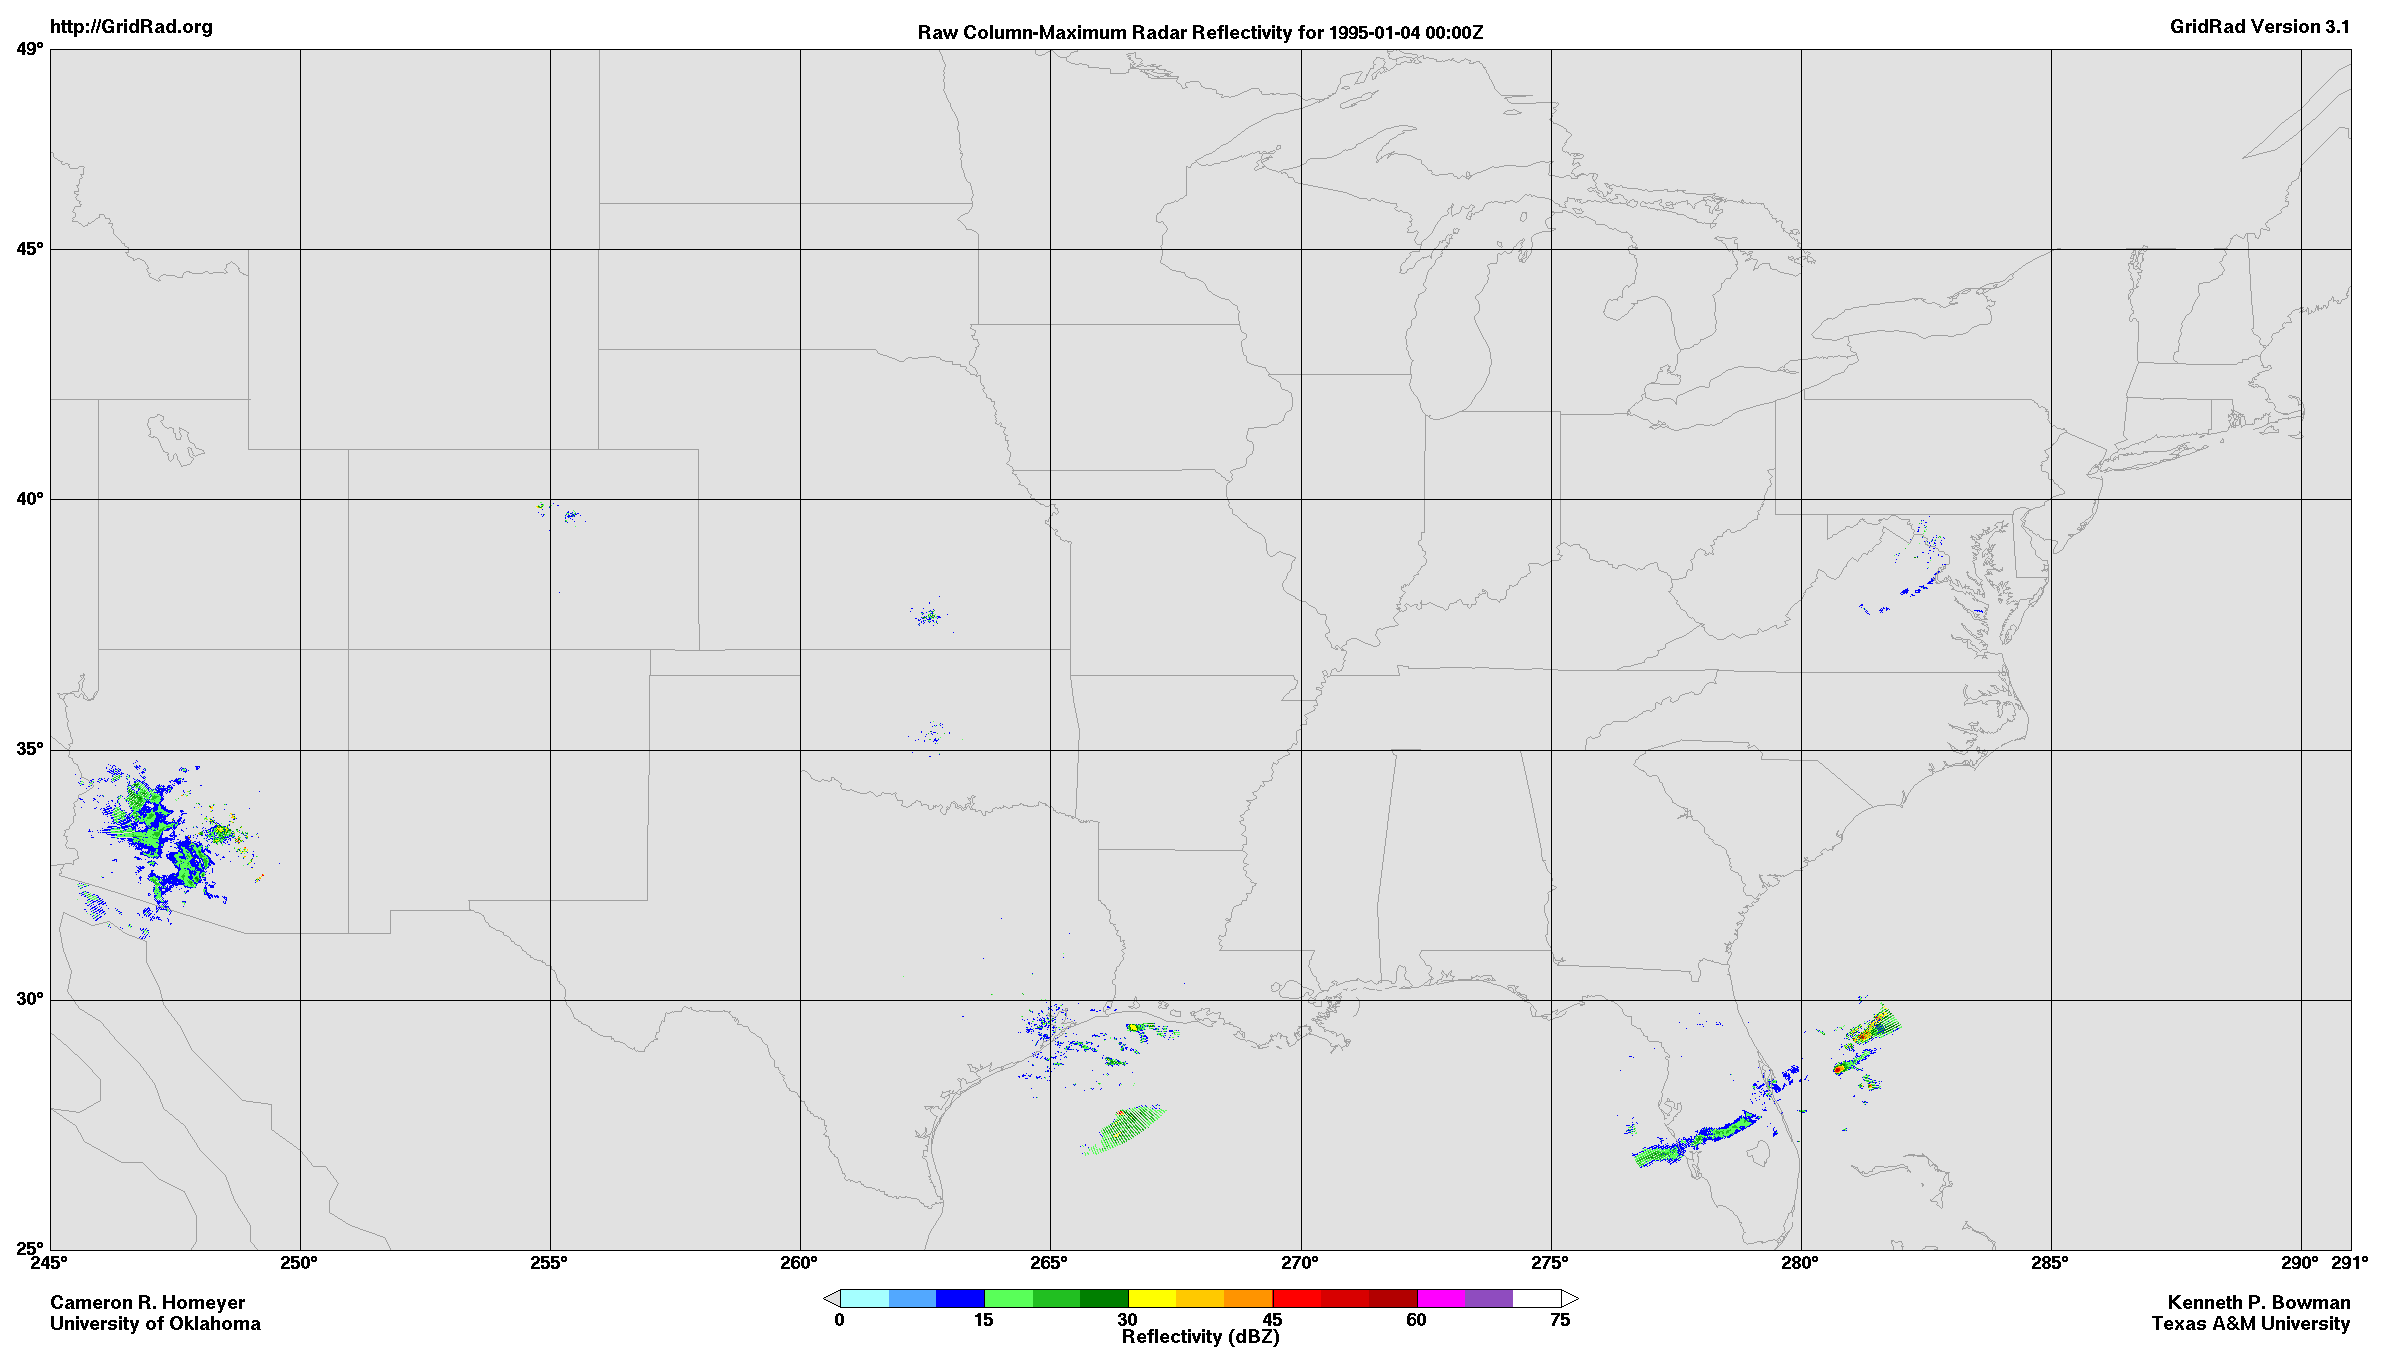 http://GridRad.org
Raw Column-Maximum Radar Reflectivity for 1995-01-04 00:00Z
GridRad Version 3.1
49°
45°
40°
35°
30°
25°
245° 250° 255° 260° 265° 270° 275° 280° 285° 290° 291°
0 15 30 45 60 75
Reflectivity (dBZ)
Cameron R. Homeyer
University of Oklahoma
Kenneth P. Bowman
Texas A&M University